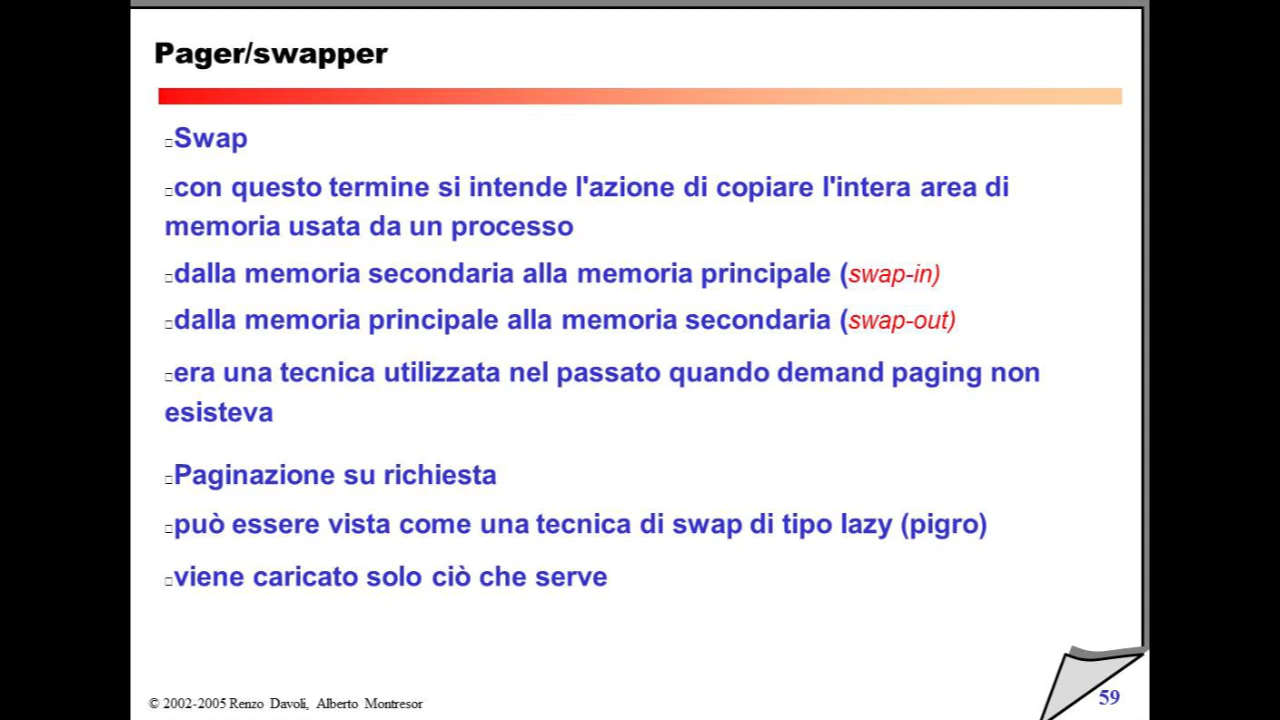 Pager/swapper
Swap
con questo termine si intende l'azione di copiare l'intera area di
memoria usata da un processo
dalla memoria secondaria alla memoria principale (swap-in)
dalla memoria principale alla memoria secondaria (swap-out)
era una tecnica utilizzata nel passato quando demand paging non
esisteva
Paginazione su richiesta
può essere vista come una tecnica di swap di tipo lazy (pigro)
viene caricato solo ciò che serve
© 2002-2005 Renzo Davoli, Alberto Montresor
59